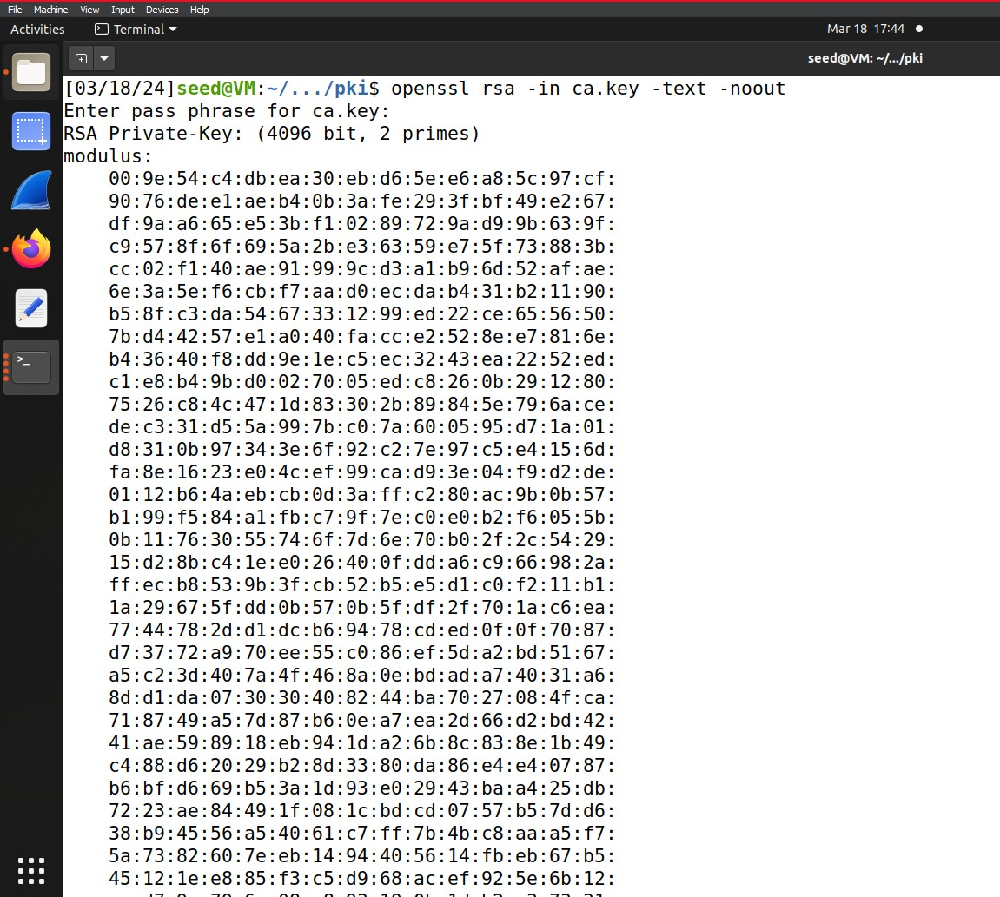 File Machine View Input Devices Help
Activities Terminal Mar 18 17:44
seed@VM: ~/.../pki
[03/18/24]seed@VM:~/.../pki$ openssl rsa -in ca.key -text -noout
Enter pass phrase for ca.key:
RSA Private-Key: (4096 bit, 2 primes)
modulus:
00:9e:54:c4:db:ea:30:eb:d6:5e:e6:a8:5c:97:cf:
90:76:de:e1:ae:b4:0b:3a:fe:29:3f:bf:49:e2:67:
df:9a:a6:65:e5:3b:f1:02:89:72:9a:d9:9b:63:9f:
c9:57:8f:6f:69:5a:2b:e3:63:59:e7:5f:73:88:3b:
cc:02:f1:40:ae:91:99:9c:d3:a1:b9:6d:52:af:ae:
6e:3a:5e:f6:cb:f7:aa:d0:ec:da:b4:31:b2:11:90:
b5:8f:c3:da:54:67:33:12:99:ed:22:ce:65:56:50:
7b:d4:42:57:e1:a0:40:fa:cc:e2:52:8e:e7:81:6e:
b4:36:40:f8:dd:9e:1e:c5:ec:32:43:ea:22:52:ed:
c1:e8:b4:9b:d0:02:70:05:ed:c8:26:0b:29:12:80:
75:26:c8:4c:47:1d:83:30:2b:89:84:5e:79:6a:ce:
de:c3:31:d5:5a:99:7b:c0:7a:60:05:95:d7:1a:01:
d8:31:0b:97:34:3e:6f:92:c2:7e:97:c5:e4:15:6d:
fa:8e:16:23:e0:4c:ef:99:ca:d9:3e:04:f9:d2:de:
01:12:b6:4a:eb:cb:0d:3a:ff:c2:80:ac:9b:0b:57:
b1:99:f5:84:a1:fb:c7:9f:7e:c0:e0:b2:f6:05:5b:
0b:11:76:30:55:74:6f:7d:6e:70:b0:2f:2c:54:29:
15:d2:8b:c4:1e:e0:26:40:0f:dd:a6:c9:66:98:2a:
ff:ec:b8:53:9b:3f:cb:52:b5:e5:d1:c0:f2:11:b1:
1a:29:67:5f:dd:0b:57:0b:5f:df:2f:70:1a:c6:ea:
77:44:78:2d:d1:dc:b6:94:78:cd:ed:0f:0f:70:87:
d7:37:72:a9:70:ee:55:c0:86:ef:5d:a2:bd:51:67:
a5:c2:3d:40:7a:4f:46:8a:0e:bd:ad:a7:40:31:a6:
8d:d1:da:07:30:30:40:82:44:ba:70:27:08:4f:ca:
71:87:49:a5:7d:87:b6:0e:a7:ea:2d:66:d2:bd:42:
41:ae:59:89:18:eb:94:1d:a2:6b:8c:83:8e:1b:49:
c4:88:d6:20:29:b2:8d:33:80:da:86:e4:e4:07:87:
b6:bf:d6:69:b5:3a:1d:93:e0:29:43:ba:a4:25:db:
72:23:ae:84:49:1f:08:1c:bd:cd:07:57:b5:7d:d6:
38:b9:45:56:a5:40:61:c7:ff:7b:4b:c8:aa:a5:f7:
5a:73:82:60:7e:eb:14:94:40:56:14:fb:eb:67:b5:
45:12:1e:e8:85:f3:c5:d9:68:ac:ef:92:5e:6b:12: